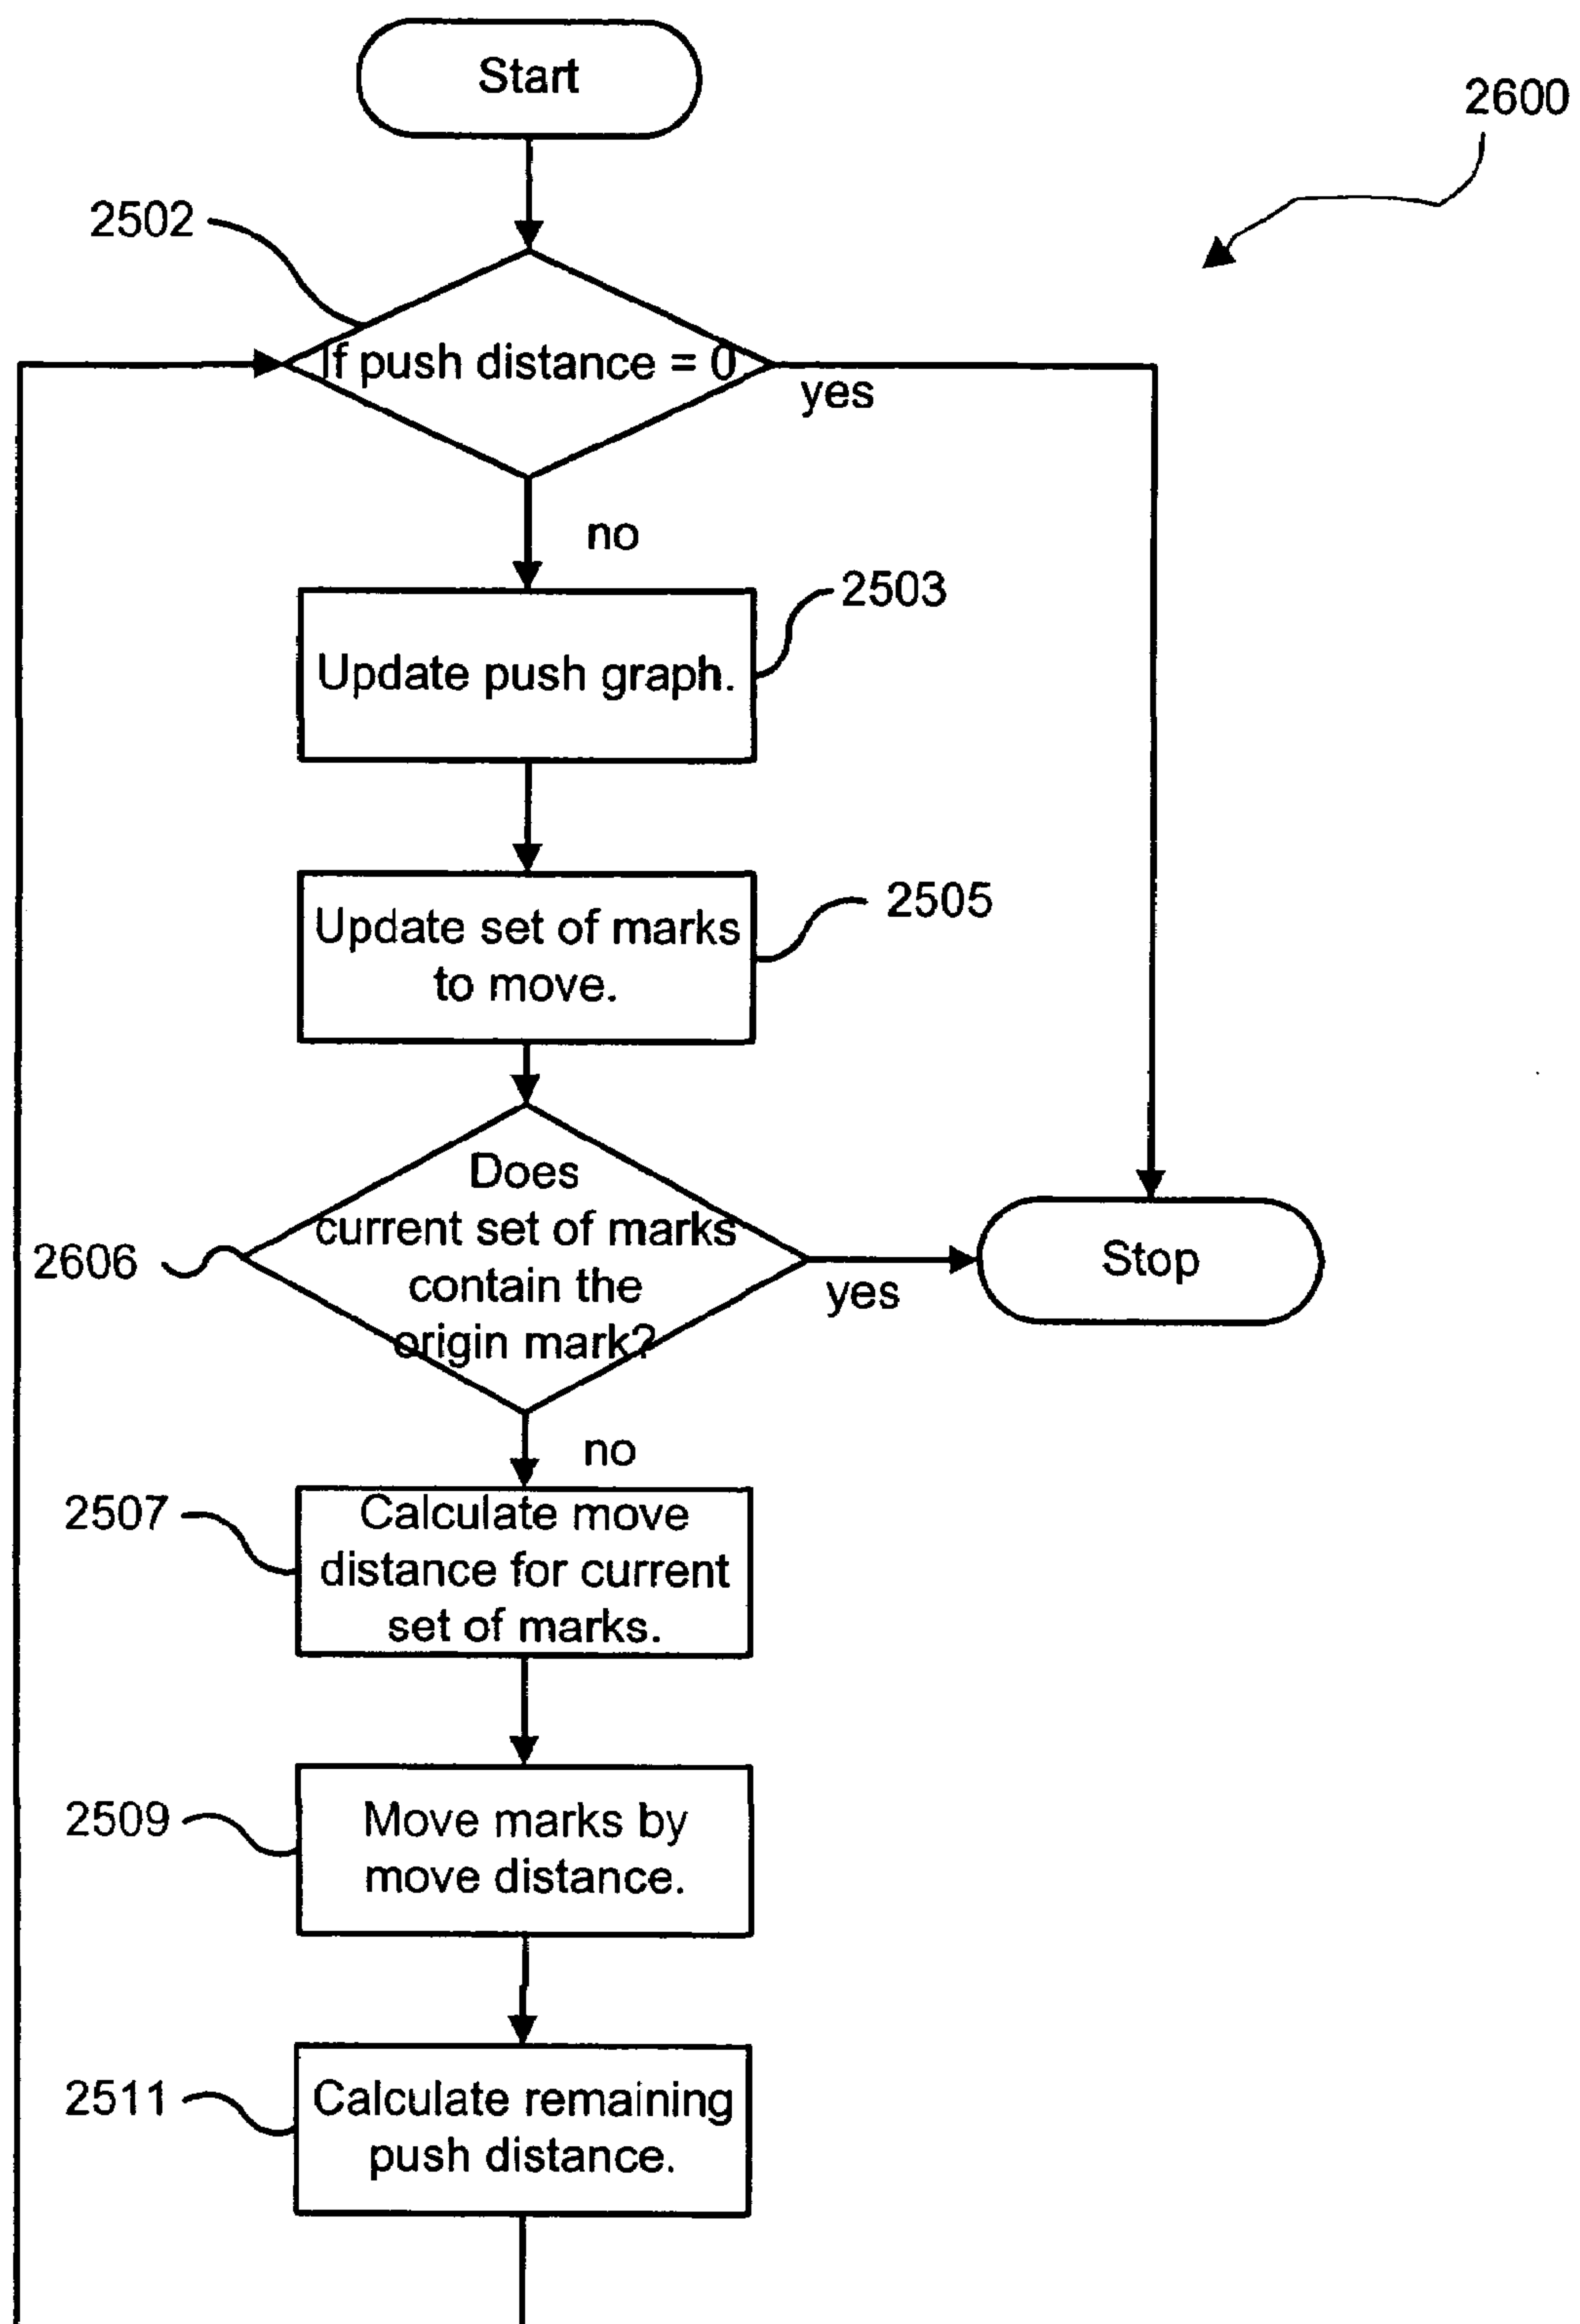 Start
2600
2502
If push distance = 0
yes
no
2503
Update push graph.
2505
Update set of marks
to move.
Does
current set of marks
contain the
origin mark?
2606
yes
Stop
no
2507
Calculate move
distance for current
set of marks.
2509
Move marks by
move distance.
2511
Calculate remaining
push distance.